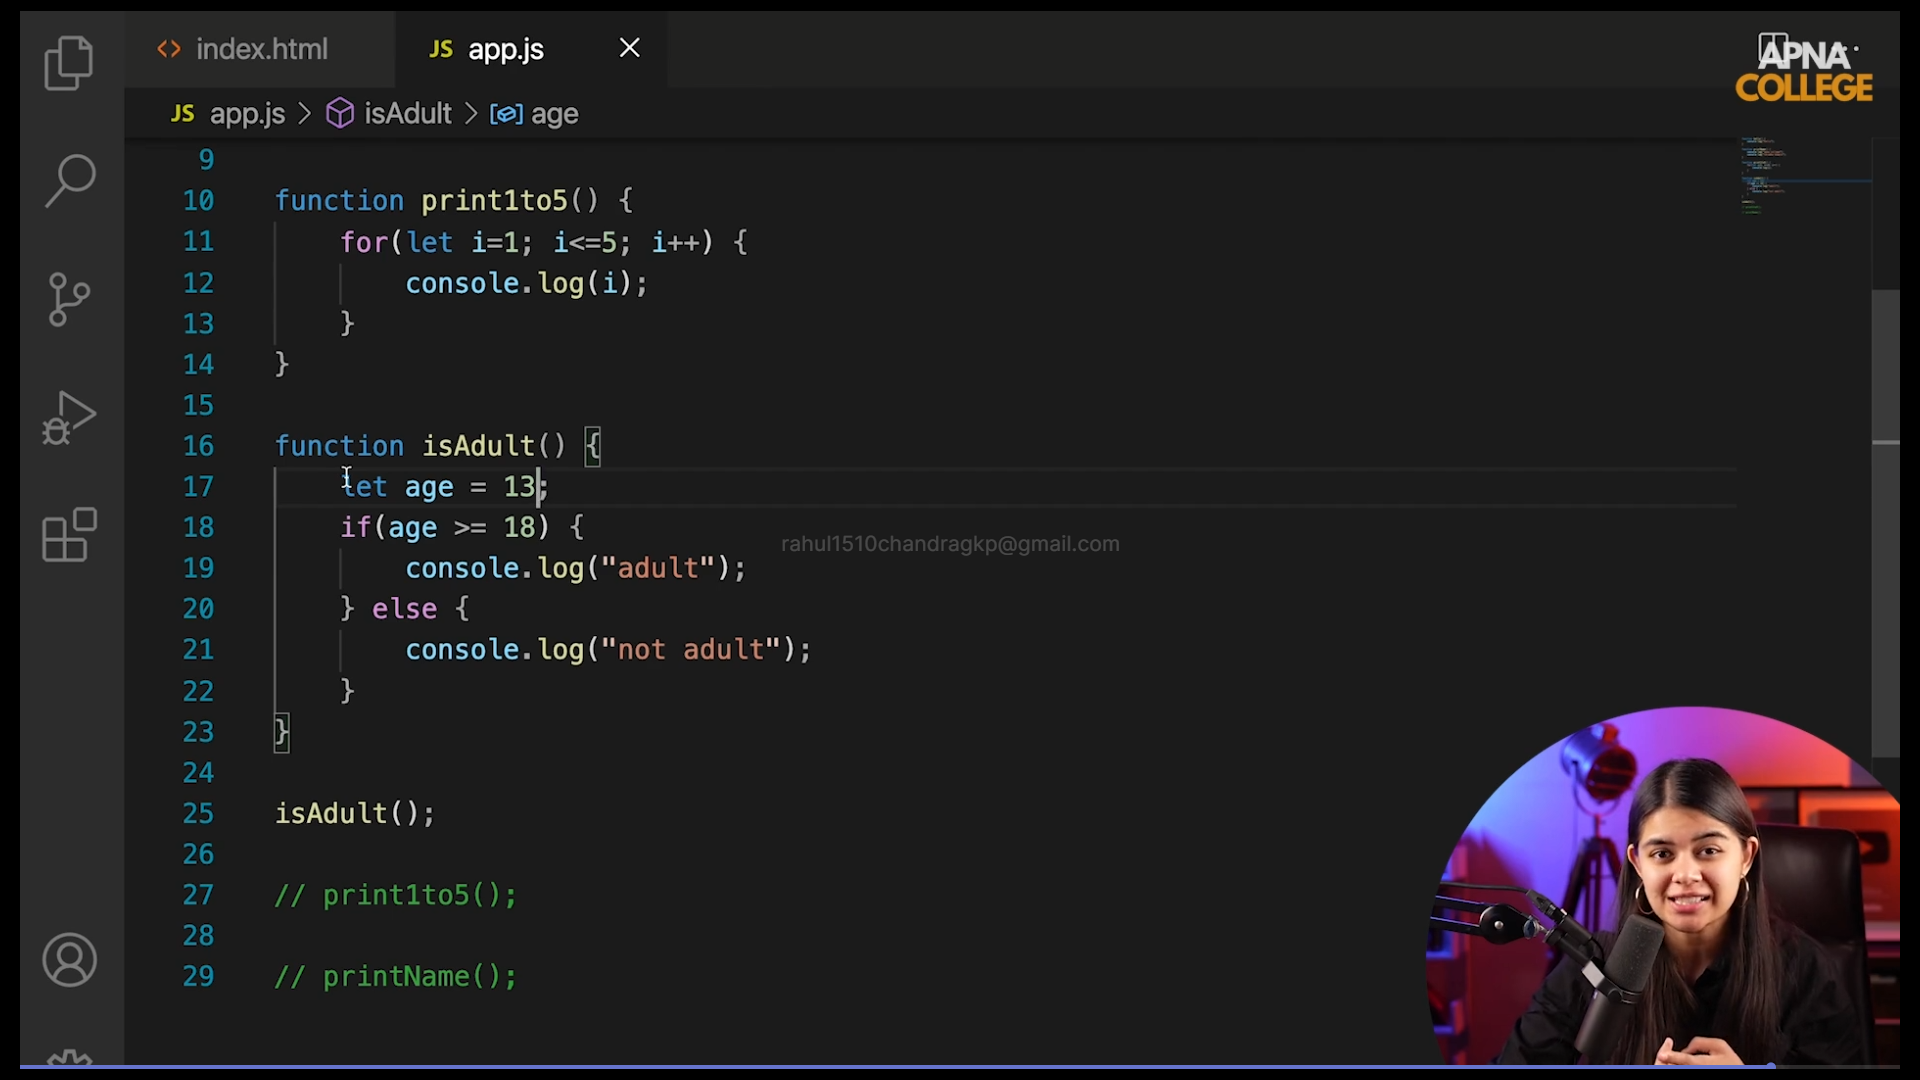 index.html
JS app.js
APNA
COLLEGE
JS app.js > isAdult > age
9
10 function print1to5() {
11 for(let i=1; i<=5; i++) {
12 console.log(i);
13 }
14 }
15
16 function isAdult() {
17 let age = 13;
18 if(age >= 18) {
rahul1510chandragkp@gmail.com
19 console.log("adult");
20 } else {
21 console.log("not adult");
22 }
23 }
24
25 isAdult();
26
27 // print1to5();
28
29 // printName();